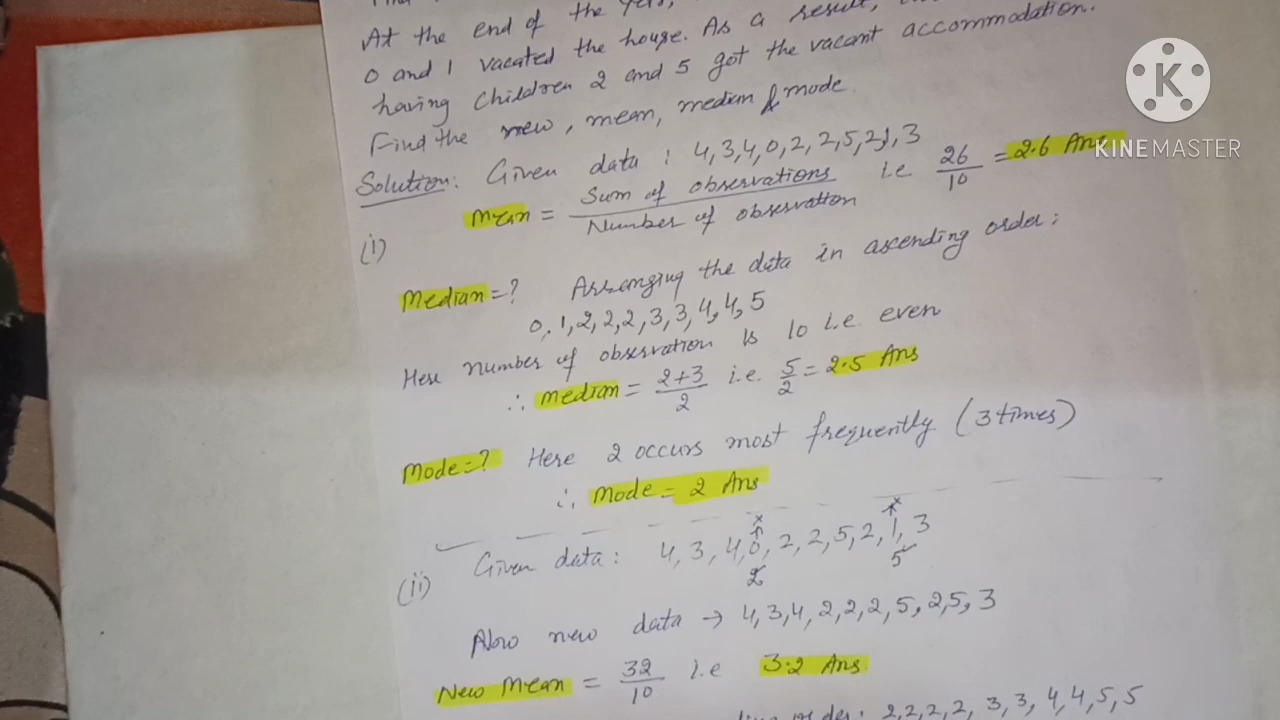 At the end of the
0 and 1 vacated the house. As a result,
having children 2 and 5 got the vacant accommodation.
Find the new, mean, median & mode.
Solution: Given data : 4,3,4,0,2,2,5,2,1,3
(i) Mean = Sum of observations / Number of observation i.e 26/10 = 2.6 Ans
Median=? Arranging the data in ascending order:
0,1,2,2,2,3,3,4,4,5
Here number of observation is 10 i.e. even
∴ median = 2+3/2 i.e. 5/2 = 2.5 Ans
Mode=? Here 2 occurs most frequently (3 times)
∴ Mode = 2 Ans
(ii) Given data: 4,3,4,0,2,2,5,2,1,3
2 5
Now new data → 4,3,4,2,2,2,5,2,5,3
New Mean = 32/10 i.e 3.2 Ans
order: 2,2,2,2,3,3,4,4,5,5
K
KINEMASTER